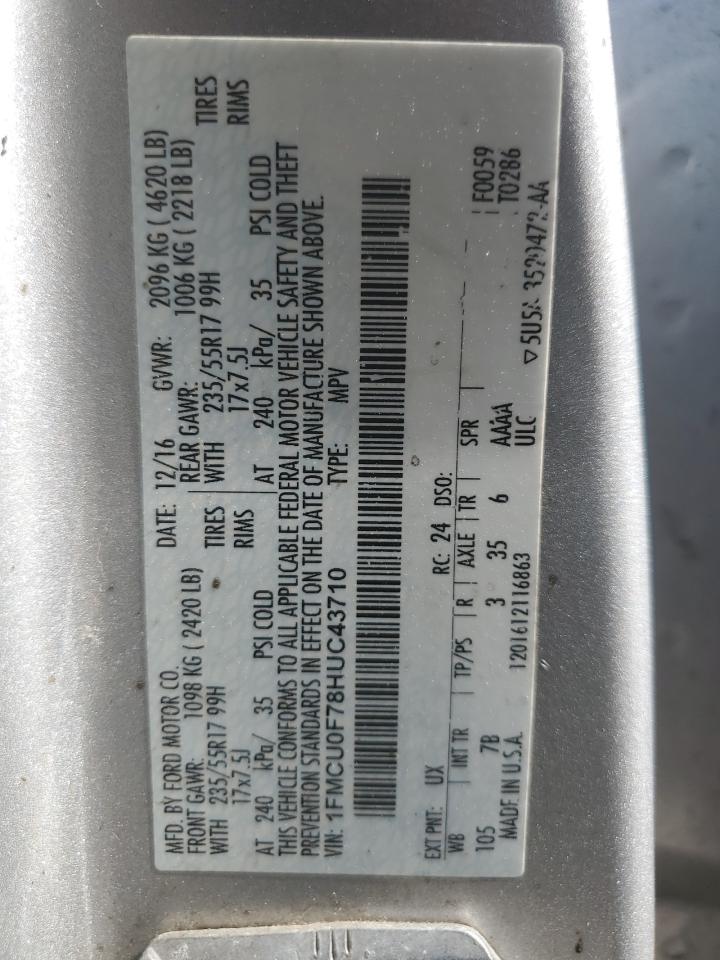 MFD. BY FORD MOTOR CO. DATE: 12/16 GVWR: 2096 KG ( 4620 LB)
FRONT GAWR: 1098 KG ( 2420 LB) REAR GAWR: 1006 KG ( 2218 LB)
WITH 235/55R17 99H TIRES WITH 235/55R17 99H TIRES
17x7.5J RIMS 17x7.5J RIMS
AT 240 kPa/ 35 PSI COLD AT 240 kPa/ 35 PSI COLD
THIS VEHICLE CONFORMS TO ALL APPLICABLE FEDERAL MOTOR VEHICLE SAFETY AND THEFT
PREVENTION STANDARDS IN EFFECT ON THE DATE OF MANUFACTURE SHOWN ABOVE.
VIN: 1FMCU0F78HUC43710 TYPE: MPV
EXT PNT: UX RC: 24 DSO: F0059
WB INT TR TP/PS R AXLE TR SPR T0286
105 7B 3 35 6 AAAA
MADE IN U.S.A. 1201612116863 ULC